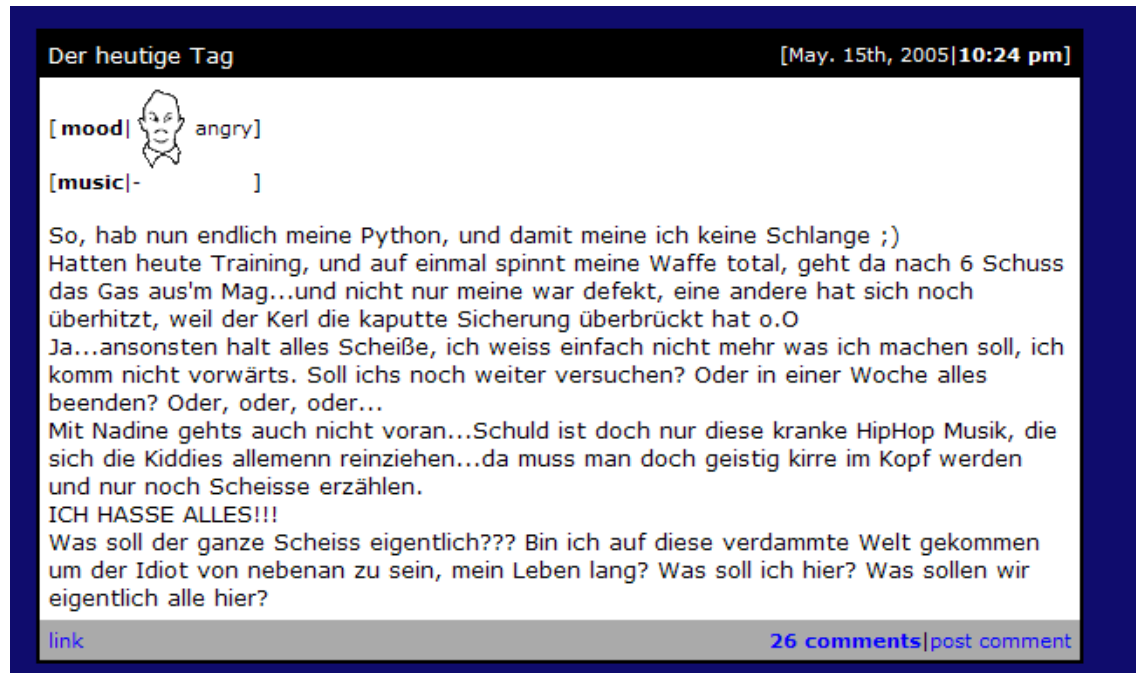 Der heutige Tag [May. 15th, 2005|10:24 pm]
[mood| angry]
[music|- ]
So, hab nun endlich meine Python, und damit meine ich keine Schlange ;)
Hatten heute Training, und auf einmal spinnt meine Waffe total, geht da nach 6 Schuss
das Gas aus'm Mag...und nicht nur meine war defekt, eine andere hat sich noch
überhitzt, weil der Kerl die kaputte Sicherung überbrückt hat o.O
Ja...ansonsten halt alles Scheiße, ich weiss einfach nicht mehr was ich machen soll, ich
komm nicht vorwärts. Soll ichs noch weiter versuchen? Oder in einer Woche alles
beenden? Oder, oder, oder...
Mit Nadine gehts auch nicht voran...Schuld ist doch nur diese kranke HipHop Musik, die
sich die Kiddies allemenn reinziehen...da muss man doch geistig kirre im Kopf werden
und nur noch Scheisse erzählen.
ICH HASSE ALLES!!!
Was soll der ganze Scheiss eigentlich??? Bin ich auf diese verdammte Welt gekommen
um der Idiot von nebenan zu sein, mein Leben lang? Was soll ich hier? Was sollen wir
eigentlich alle hier?
link 26 comments|post comment